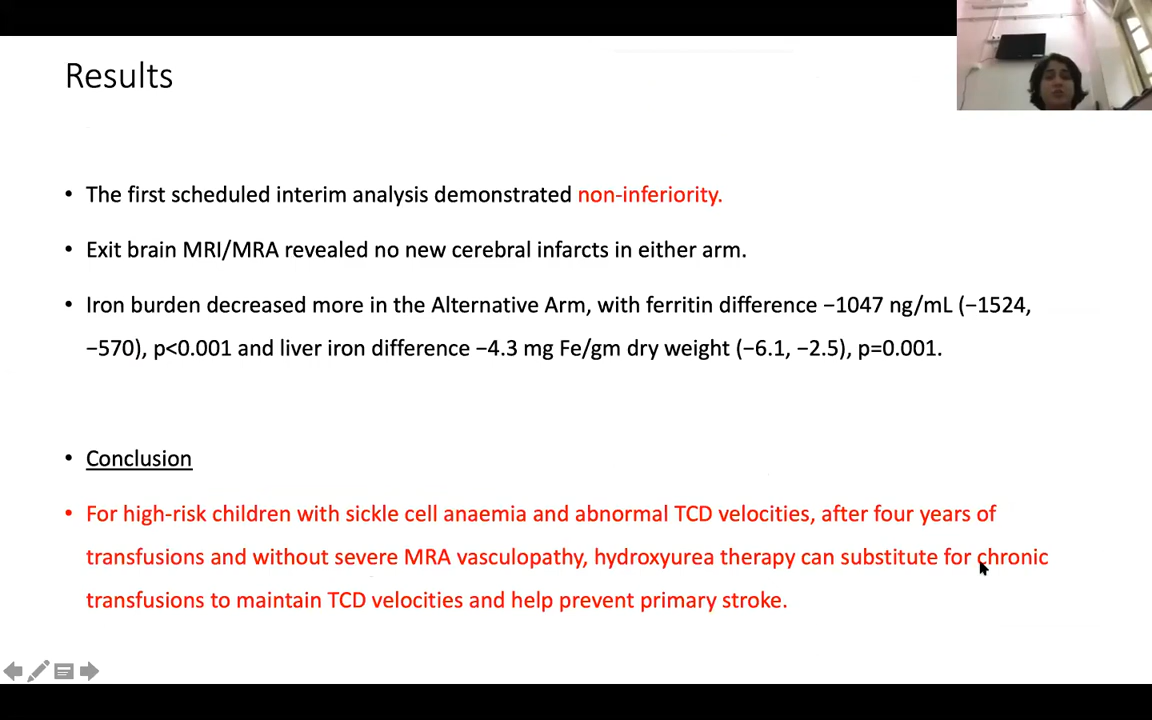 Results
• The first scheduled interim analysis demonstrated non-inferiority.
• Exit brain MRI/MRA revealed no new cerebral infarcts in either arm.
• Iron burden decreased more in the Alternative Arm, with ferritin difference −1047 ng/mL (−1524,
−570), p<0.001 and liver iron difference −4.3 mg Fe/gm dry weight (−6.1, −2.5), p=0.001.
• Conclusion
• For high-risk children with sickle cell anaemia and abnormal TCD velocities, after four years of
transfusions and without severe MRA vasculopathy, hydroxyurea therapy can substitute for chronic
transfusions to maintain TCD velocities and help prevent primary stroke.